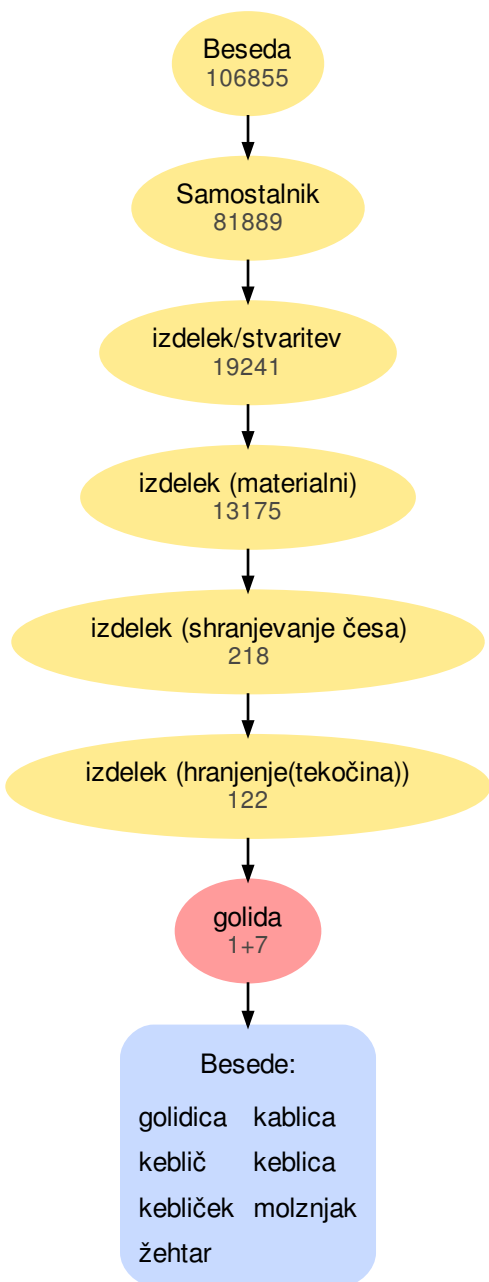 Beseda
106855
Samostalnik
81889
izdelek/stvaritev
19241
izdelek (materialni)
13175
izdelek (shranjevanje česa)
218
izdelek (hranjenje(tekočina))
122
golida
1+7
Besede:
golidica kablica
keblič keblica
kebliček molznjak
žehtar